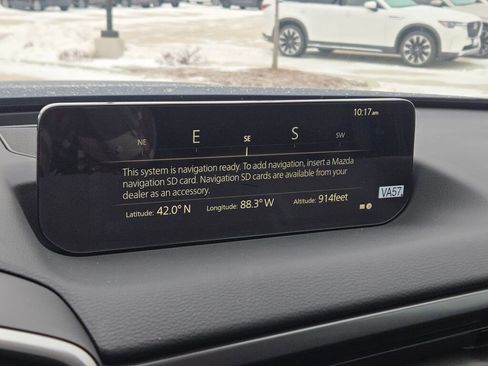 10:17am
NE E SE S SW
This system is navigation ready. To add navigation, insert a Mazda
navigation SD card. Navigation SD cards are available from your
dealer as an accessory.
Latitude: 42.0° N Longitude: 88.3° W Altitude: 914feet
VA57